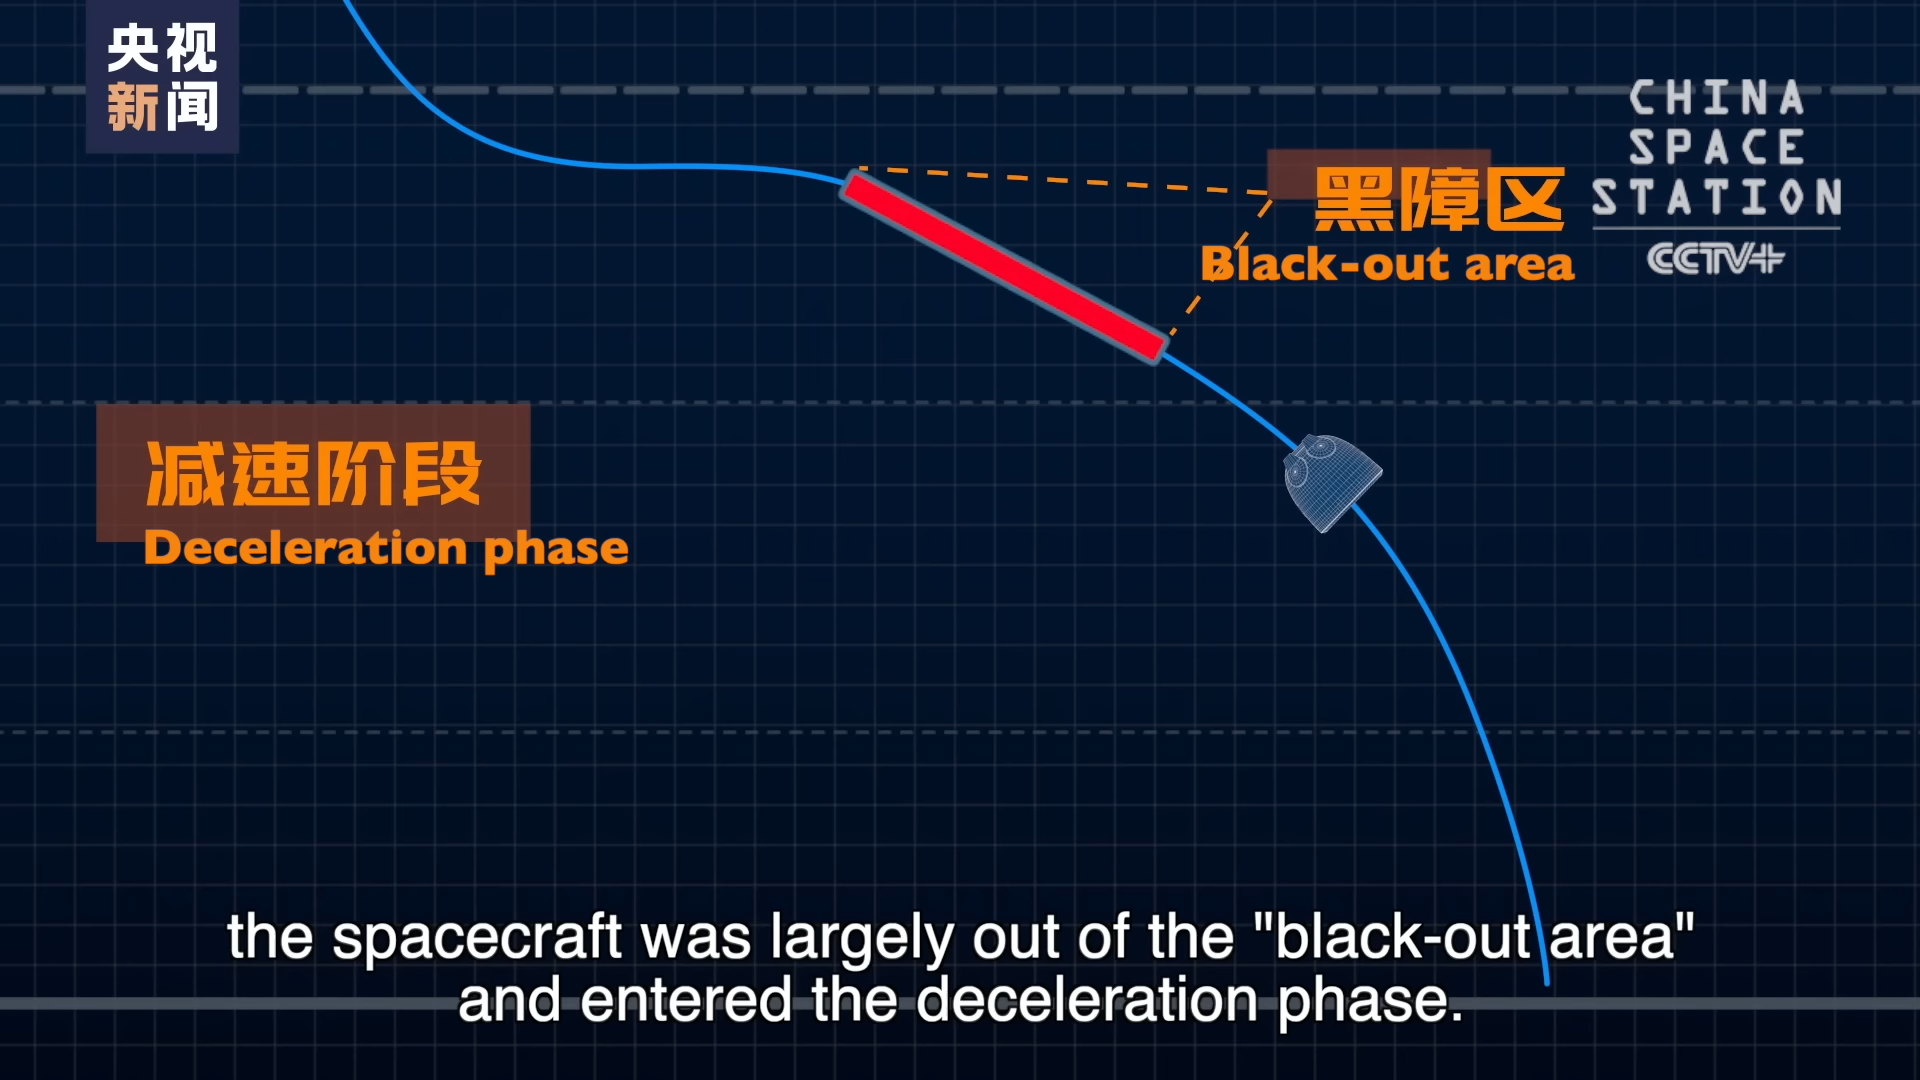 央视
新闻
CHINA
SPACE
STATION
CCTV+
黑障区
Black-out area
减速阶段
Deceleration phase
the spacecraft was largely out of the "black-out area"
and entered the deceleration phase.